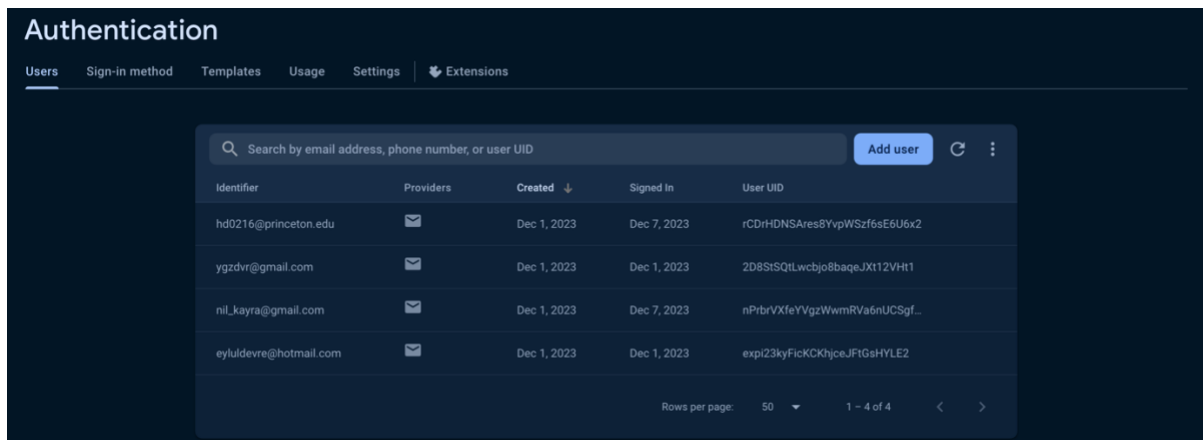 Authentication
Users Sign-in method Templates Usage Settings Extensions
Search by email address, phone number, or user UID Add user
Identifier Providers Created Signed In User UID
hd0216@princeton.edu Dec 1, 2023 Dec 7, 2023 rCDrHDNSAres8YvpWSzf6sE6U6x2
ygzdvr@gmail.com Dec 1, 2023 Dec 1, 2023 2D8StSQtLwcbjo8baqeJXt12VHt1
nil_kayra@gmail.com Dec 1, 2023 Dec 7, 2023 nPrbrVXfeYVgzWwmRVa6nUCSgf...
eyluldevre@hotmail.com Dec 1, 2023 Dec 1, 2023 expi23kyFicKCKhjceJFtGsHYLE2
Rows per page: 50 1 – 4 of 4